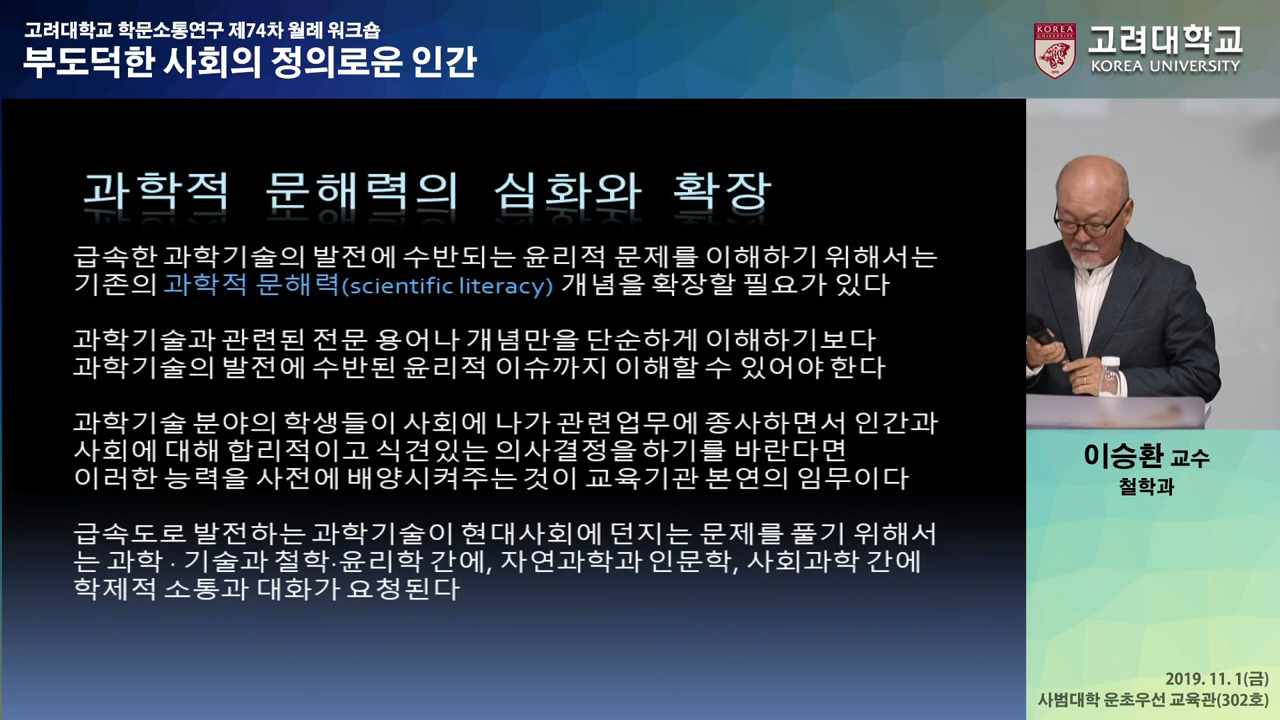 고려대학교 학문소통연구 제74차 월례 워크숍
부도덕한 사회의 정의로운 인간
KOREA
UNIVERSITY
1905
고려대학교
KOREA UNIVERSITY
과학적 문해력의 심화와 확장
급속한 과학기술의 발전에 수반되는 윤리적 문제를 이해하기 위해서는
기존의 과학적 문해력(scientific literacy) 개념을 확장할 필요가 있다
과학기술과 관련된 전문 용어나 개념만을 단순하게 이해하기보다
과학기술의 발전에 수반된 윤리적 이슈까지 이해할 수 있어야 한다
과학기술 분야의 학생들이 사회에 나가 관련업무에 종사하면서 인간과
사회에 대해 합리적이고 식견있는 의사결정을 하기를 바란다면
이러한 능력을 사전에 배양시켜주는 것이 교육기관 본연의 임무이다
급속도로 발전하는 과학기술이 현대사회에 던지는 문제를 풀기 위해서
는 과학 · 기술과 철학·윤리학 간에, 자연과학과 인문학, 사회과학 간에
학제적 소통과 대화가 요청된다
이승환 교수
철학과
2019. 11. 1(금)
사범대학 운초우선 교육관(302호)